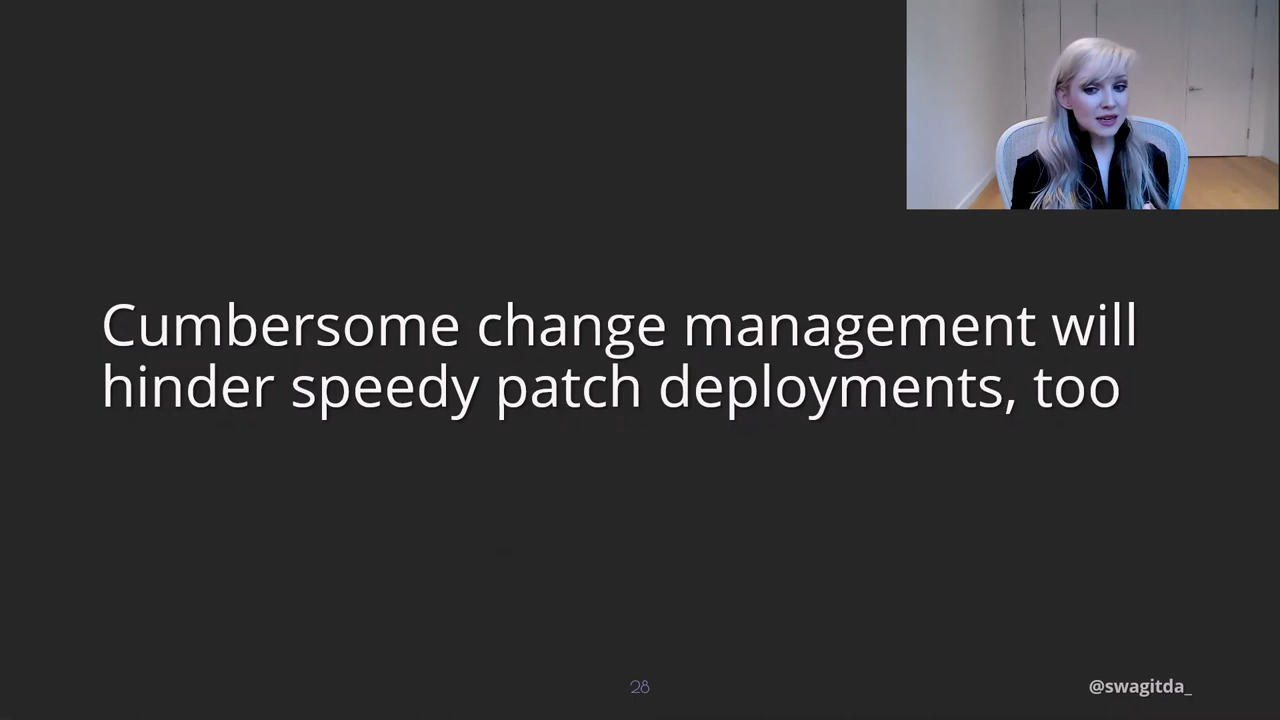 Cumbersome change management will
hinder speedy patch deployments, too
28
@swagitda_